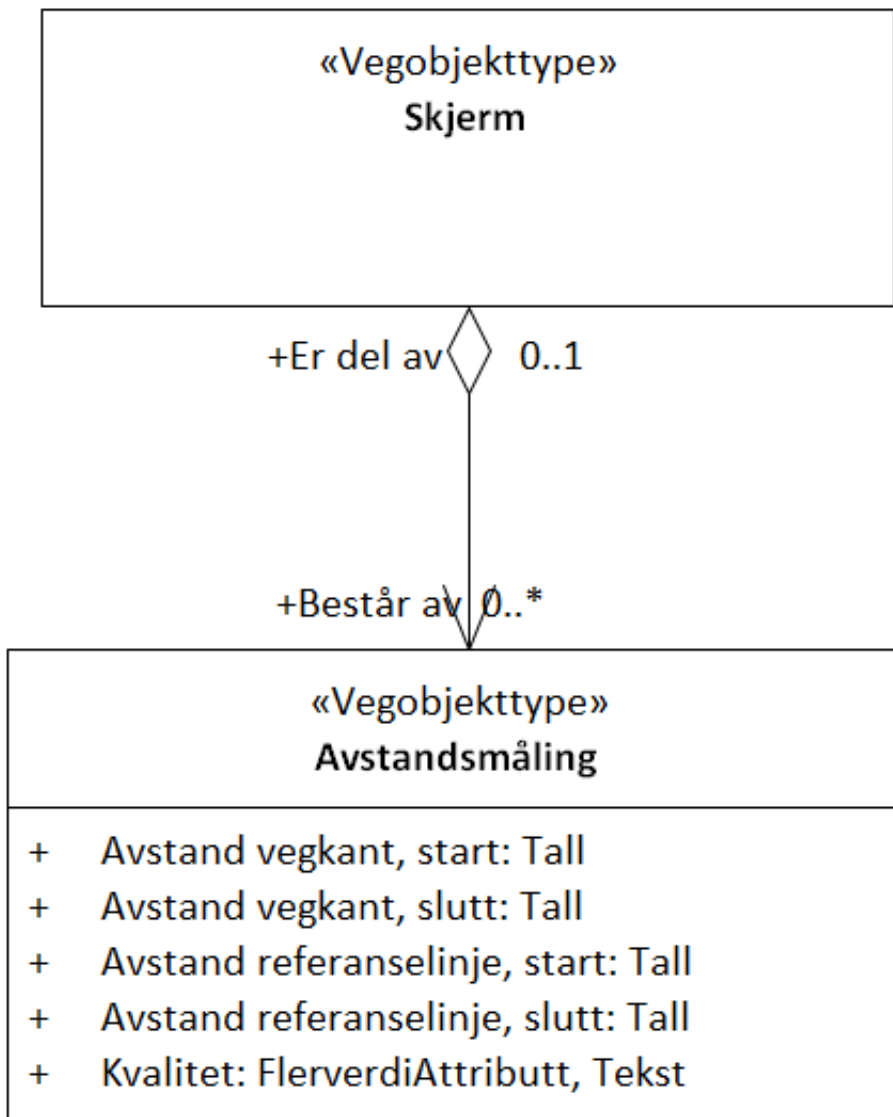 «Vegobjekttype»
Skjerm
+Er del av 0..1
+Består av 0..*
«Vegobjekttype»
Avstandsmåling
+ Avstand vegkant, start: Tall
+ Avstand vegkant, slutt: Tall
+ Avstand referanselinje, start: Tall
+ Avstand referanselinje, slutt: Tall
+ Kvalitet: FlerverdiAttributt, Tekst